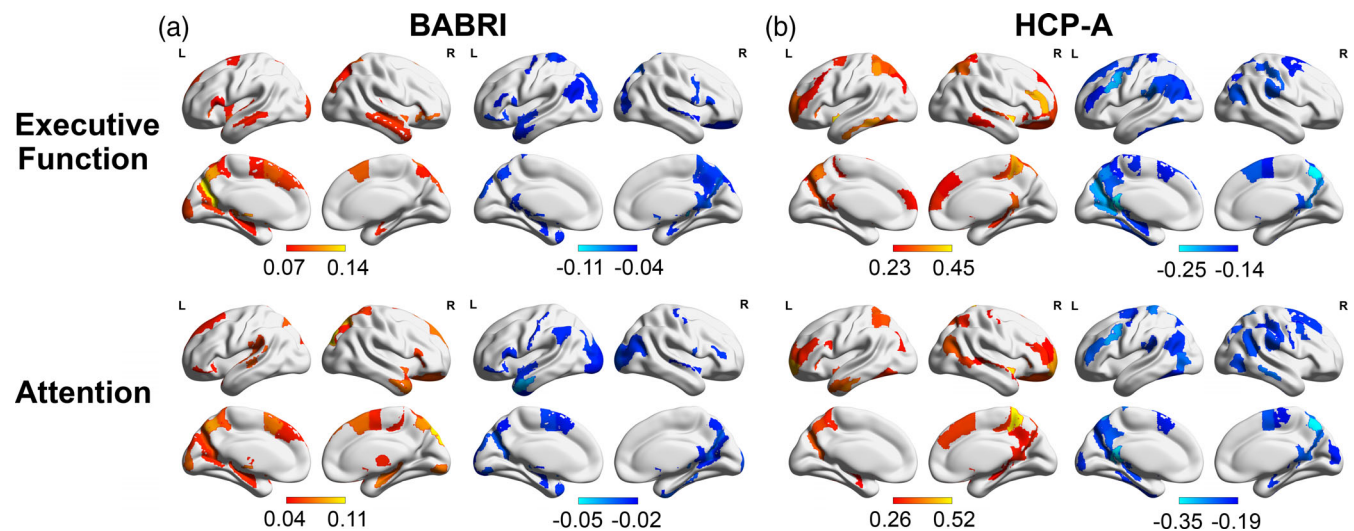 (a) BABRI (b) HCP-A
L R L R
Executive
Function
0.07 0.14 -0.11 -0.04 0.23 0.45 -0.25 -0.14
L R L R
Attention
0.04 0.11 -0.05 -0.02 0.26 0.52 -0.35 -0.19